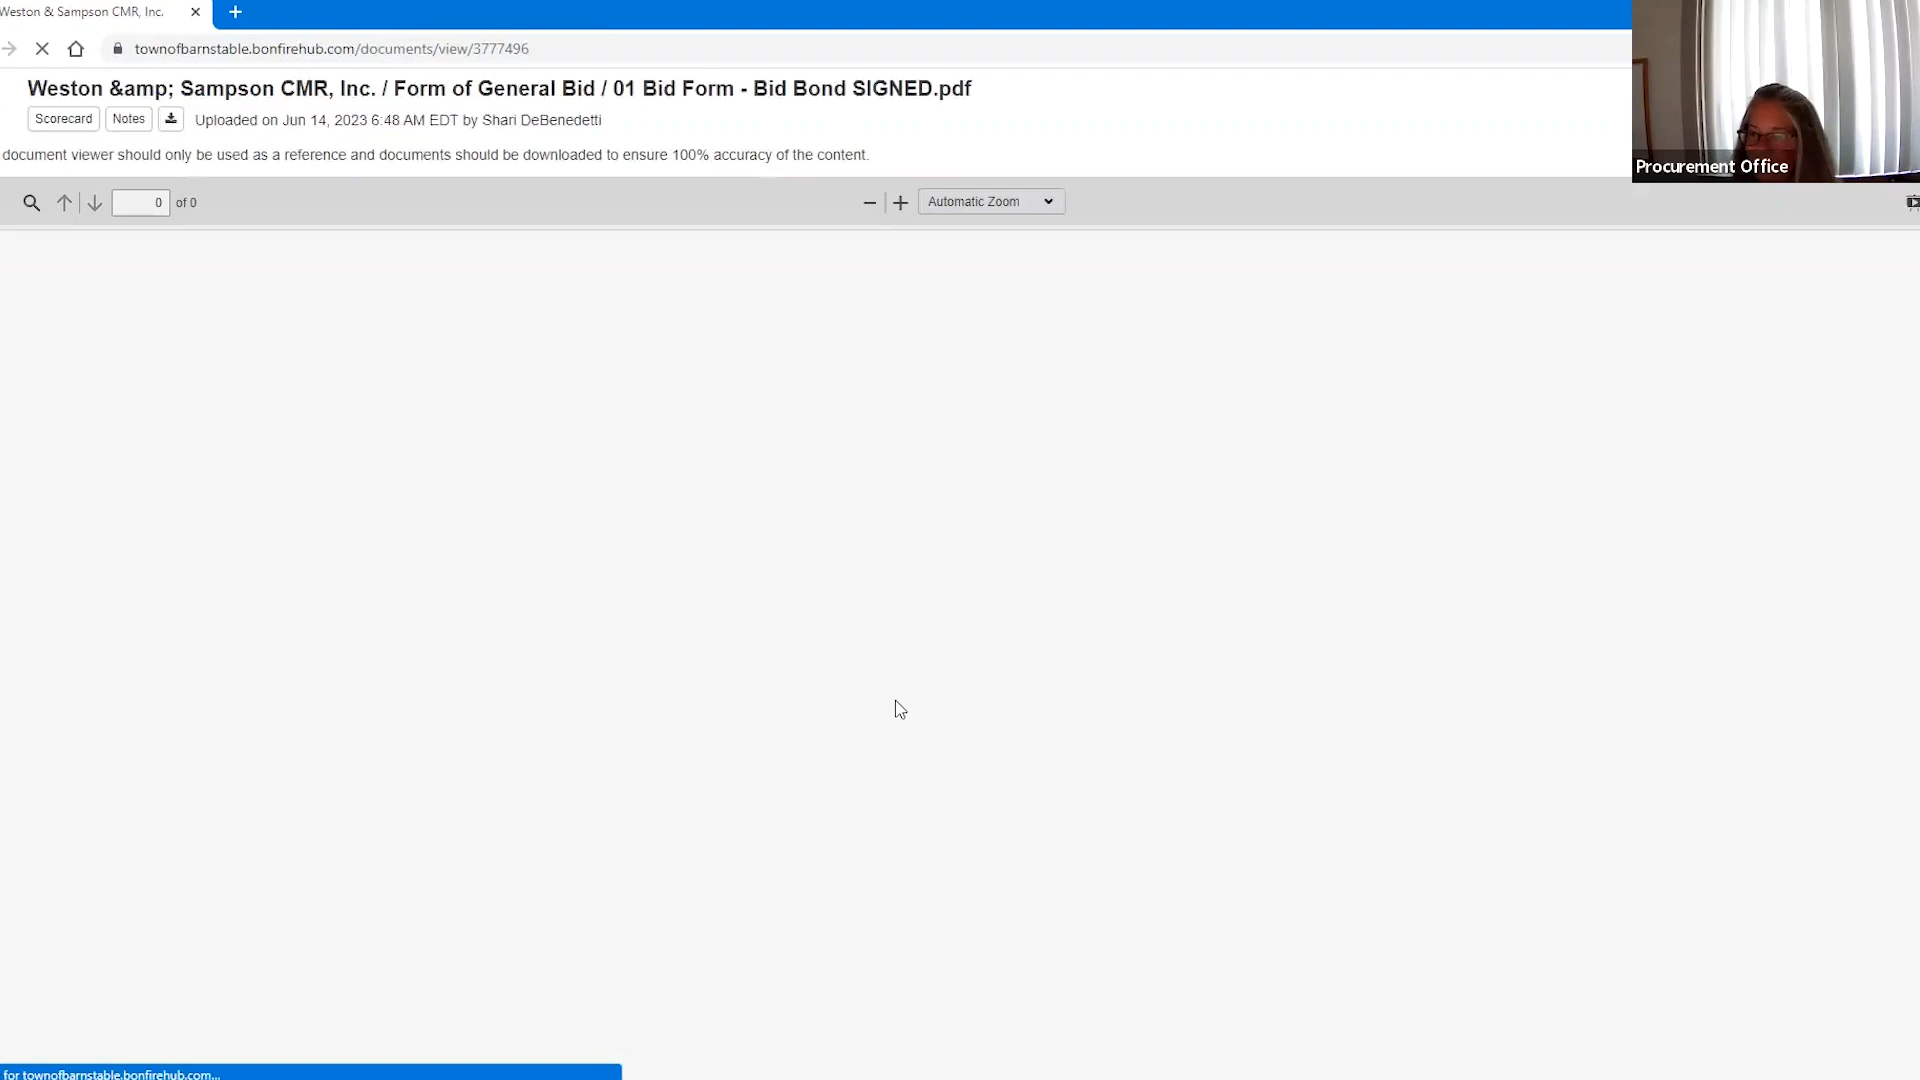 Weston & Sampson CMR, Inc.
townofbarnstable.bonfirehub.com/documents/view/3777496
Weston &amp; Sampson CMR, Inc. / Form of General Bid / 01 Bid Form - Bid Bond SIGNED.pdf
Scorecard Notes Uploaded on Jun 14, 2023 6:48 AM EDT by Shari DeBenedetti
document viewer should only be used as a reference and documents should be downloaded to ensure 100% accuracy of the content.
Procurement Office
0 of 0 Automatic Zoom
for townofbarnstable.bonfirehub.com...